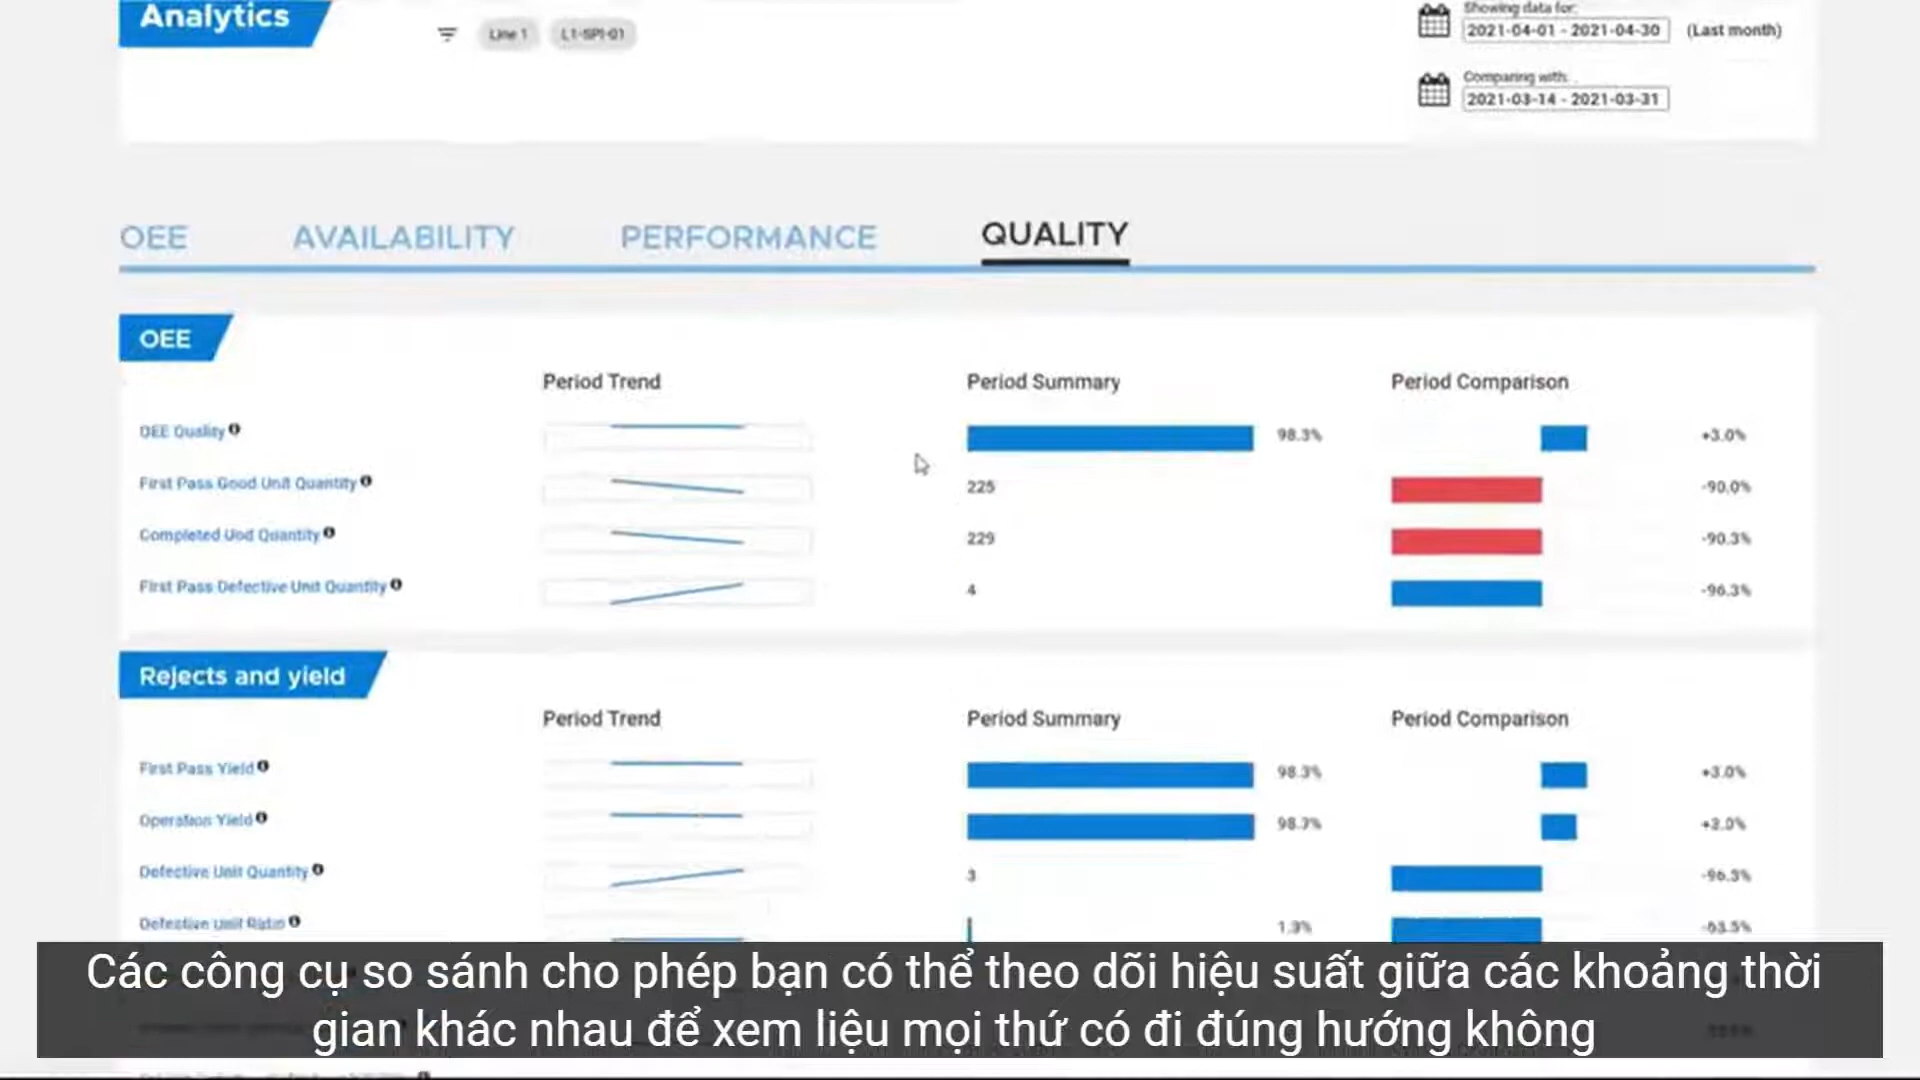 Analytics
Line 1 L1-SPI-01
Showing data for:
2021-04-01 - 2021-04-30 (Last month)
Comparing with:
2021-03-14 - 2021-03-31
OEE AVAILABILITY PERFORMANCE QUALITY
OEE
Period Trend Period Summary Period Comparison
OEE Quality 98.3% +3.0%
First Pass Good Unit Quantity 225 -90.0%
Completed Unit Quantity 229 -90.3%
First Pass Defective Unit Quantity 4 -96.3%
Rejects and yield
Period Trend Period Summary Period Comparison
First Pass Yield 98.3% +3.0%
Operation Yield 98.7% +2.0%
Defective Unit Quantity 3 -96.3%
Defective Unit Ratio 1.3% -63.5%
Các công cụ so sánh cho phép bạn có thể theo dõi hiệu suất giữa các khoảng thời
gian khác nhau để xem liệu mọi thứ có đi đúng hướng không